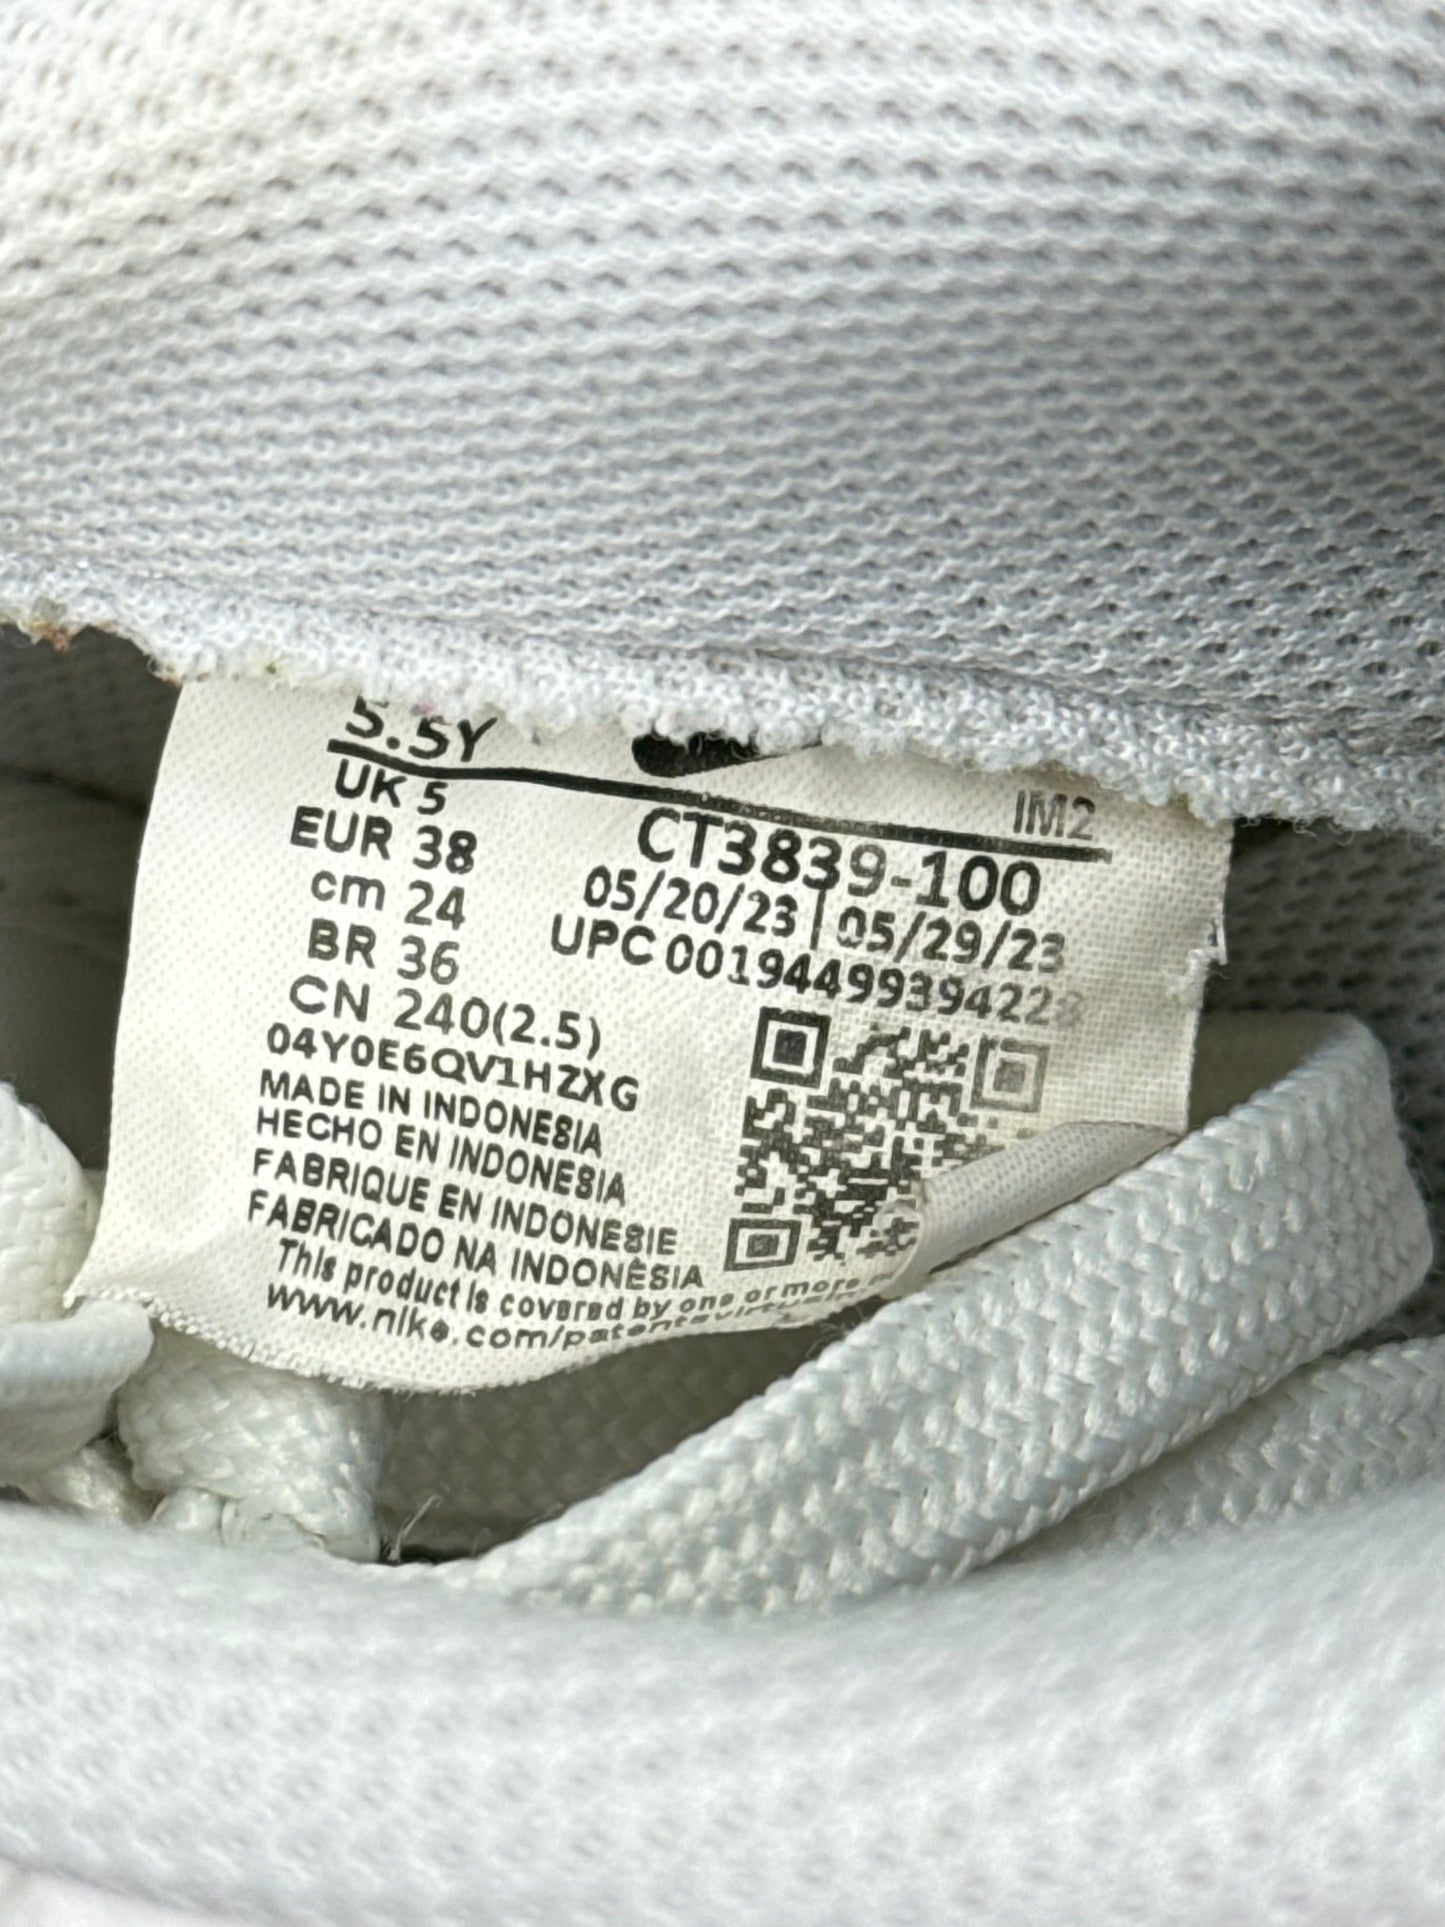 5.5Y
IM2
UK 5
EUR 38
cm 24
BR 36
CN 240(2.5)
CT3839-100
05/20/23 | 05/29/23
UPC 00194499394228
04Y0E6QV1HZXG
MADE IN INDONESIA
HECHO EN INDONESIA
FABRIQUE EN INDONESIE
FABRICADO NA INDONÊSIA
This product is covered by one or more
www.nike.com/patents